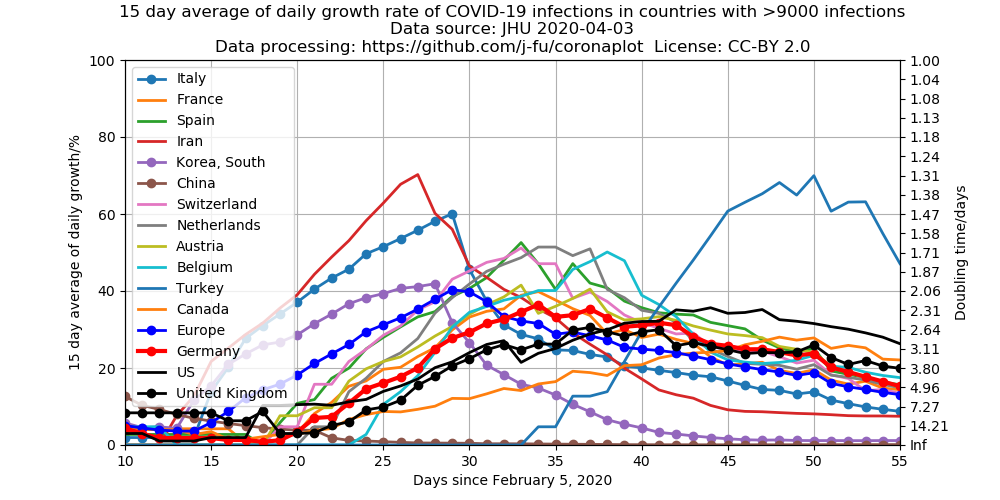 15 day average of daily growth rate of COVID-19 infections in countries with >9000 infections
Data source: JHU 2020-04-03
Data processing: https://github.com/j-fu/coronaplot  License: CC-BY 2.0
15 day average of daily growth/%
100
80
60
40
20
0
Italy
France
Spain
Iran
Korea, South
China
Switzerland
Netherlands
Austria
Belgium
Turkey
Canada
Europe
Germany
US
United Kingdom
1.00
1.04
1.08
1.13
1.18
1.24
1.31
1.38
1.47
1.58
1.71
1.87
2.06
2.31
2.64
3.11
3.80
4.96
7.27
14.21
Inf
Doubling time/days
10 15 20 25 30 35 40 45 50 55
Days since February 5, 2020